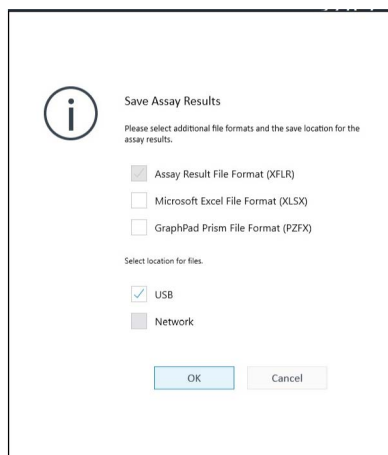 Save Assay Results
Please select additional file formats and the save location for the
assay results.
Assay Result File Format (XFLR)
Microsoft Excel File Format (XLSX)
GraphPad Prism File Format (PZFX)
Select location for files.
USB
Network
OK Cancel